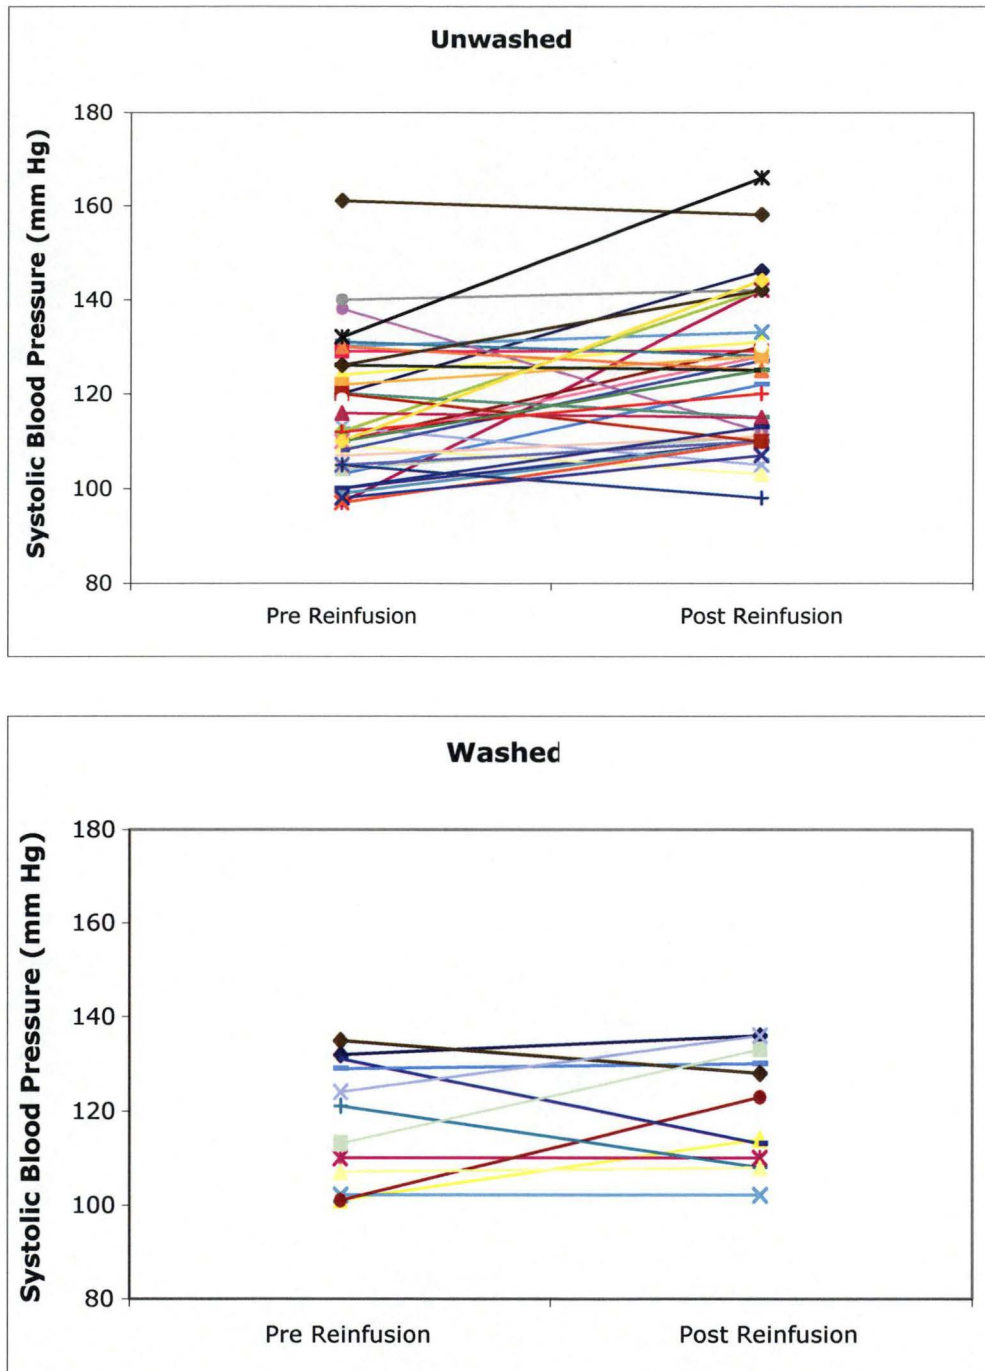 Unwashed
Systolic Blood Pressure (mm Hg)
180
160
140
120
100
80
Pre Reinfusion
Post Reinfusion
Washed
Systolic Blood Pressure (mm Hg)
180
160
140
120
100
80
Pre Reinfusion
Post Reinfusion